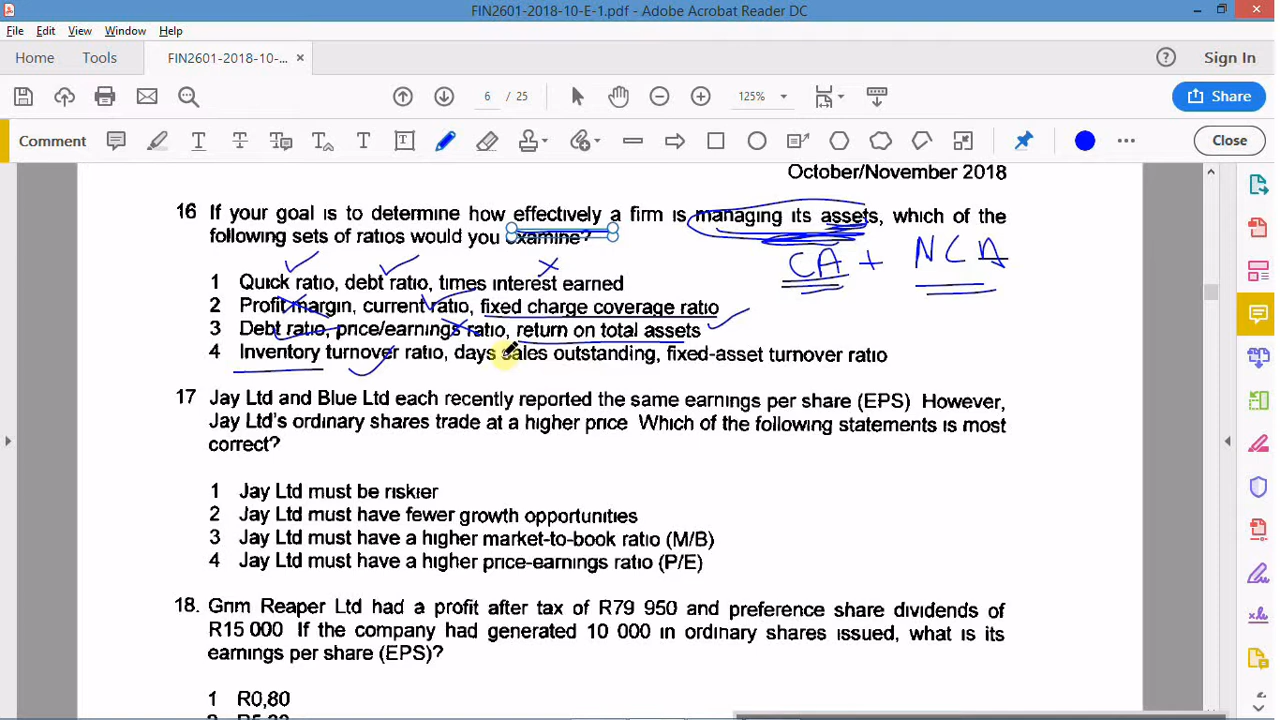 FIN2601-2018-10-E-1.pdf - Adobe Acrobat Reader DC
File Edit View Window Help
Home Tools FIN2601-2018-10-... × Sign In
6 / 25 125% Share
Comment Close
October/November 2018
16 If your goal is to determine how effectively a firm is managing its assets, which of the
following sets of ratios would you examine?
CA + NCA
1 Quick ratio, debt ratio, times interest earned
2 Profit margin, current ratio, fixed charge coverage ratio
3 Debt ratio, price/earnings ratio, return on total assets
4 Inventory turnover ratio, days sales outstanding, fixed-asset turnover ratio
17 Jay Ltd and Blue Ltd each recently reported the same earnings per share (EPS) However,
Jay Ltd's ordinary shares trade at a higher price Which of the following statements is most
correct?
1 Jay Ltd must be riskier
2 Jay Ltd must have fewer growth opportunities
3 Jay Ltd must have a higher market-to-book ratio (M/B)
4 Jay Ltd must have a higher price-earnings ratio (P/E)
18. Grim Reaper Ltd had a profit after tax of R79 950 and preference share dividends of
R15 000 If the company had generated 10 000 in ordinary shares issued, what is its
earnings per share (EPS)?
1 R0,80